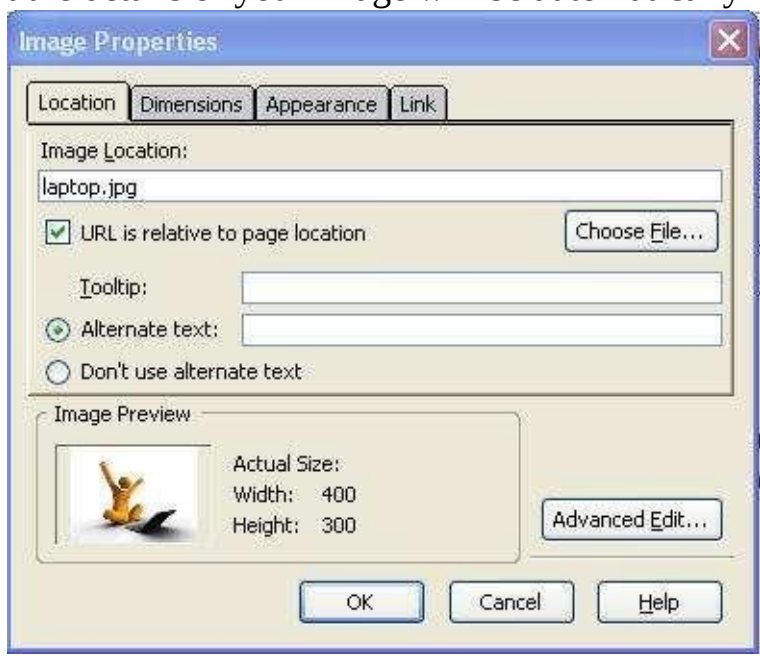 Image Properties
Location Dimensions Appearance Link
Image Location:
laptop.jpg
URL is relative to page location
Choose File...
Tooltip:
Alternate text:
Don't use alternate text
Image Preview
Actual Size:
Width: 400
Height: 300
Advanced Edit...
OK Cancel Help